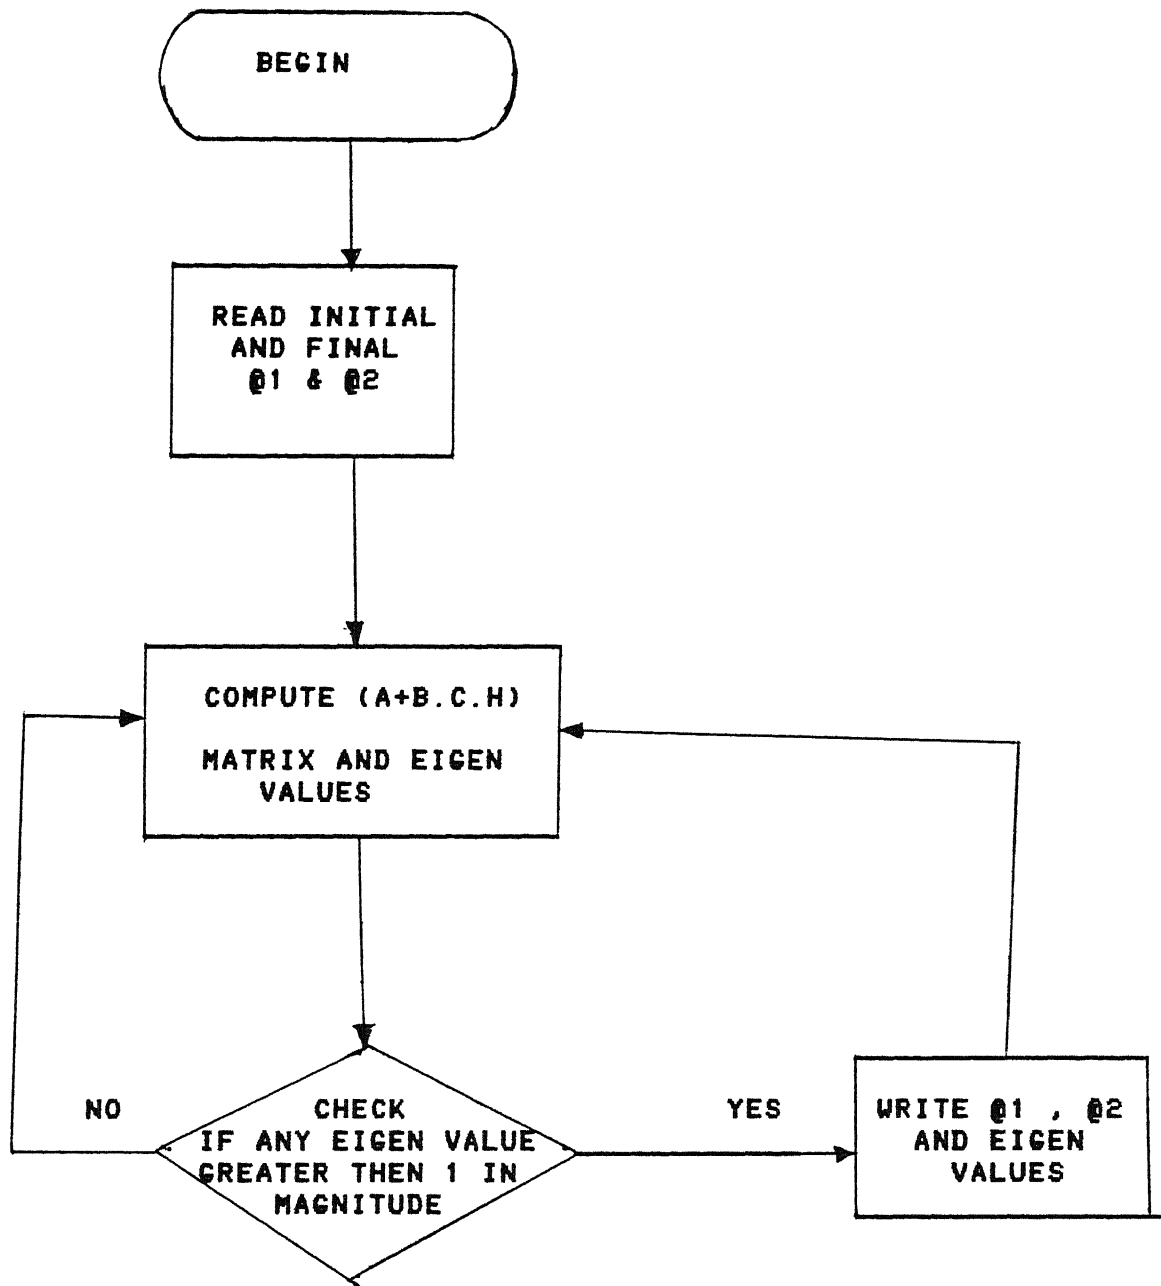 BEGIN
READ INITIAL
AND FINAL
@1 & @2
COMPUTE (A+B.C.H)
MATRIX AND EIGEN
VALUES
NO
CHECK
IF ANY EIGEN VALUE
GREATER THEN 1 IN
MAGNITUDE
YES
WRITE @1 , @2
AND EIGEN
VALUES